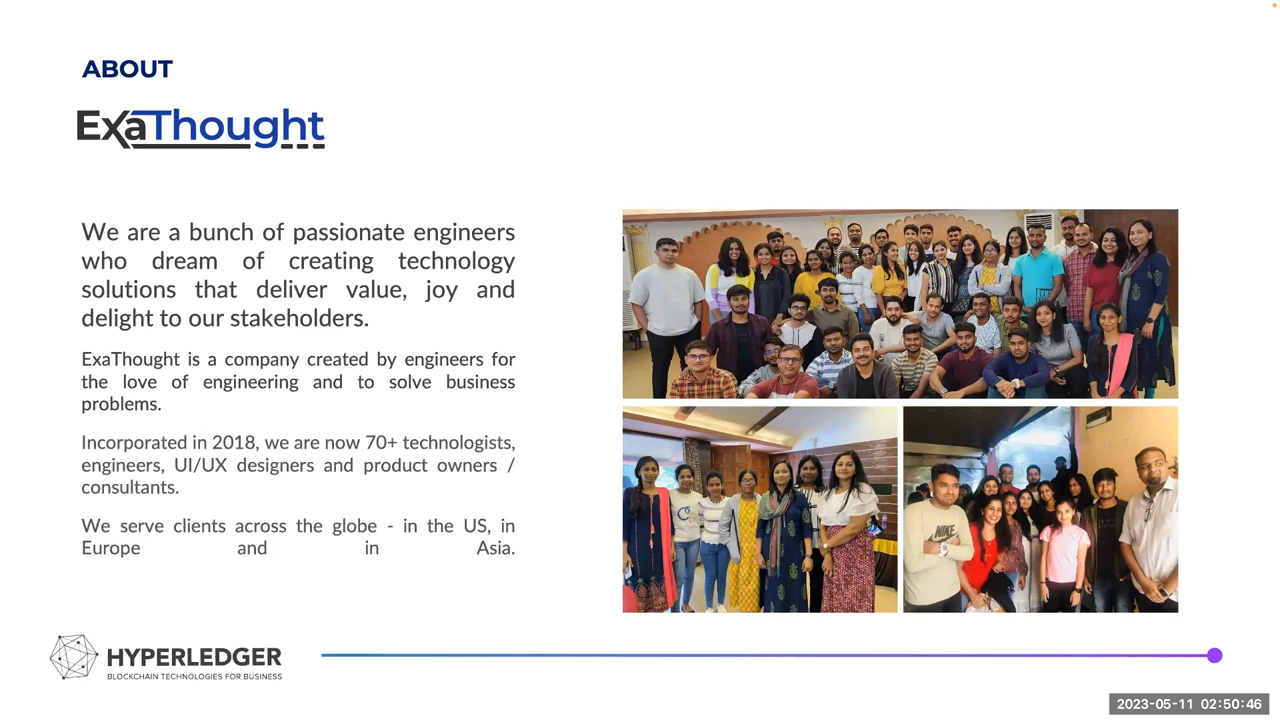 ABOUT
ExaThought
We are a bunch of passionate engineers
who dream of creating technology
solutions that deliver value, joy and
delight to our stakeholders.
ExaThought is a company created by engineers for
the love of engineering and to solve business
problems.
Incorporated in 2018, we are now 70+ technologists,
engineers, UI/UX designers and product owners /
consultants.
We serve clients across the globe - in the US, in
Europe and in Asia.
NIKE
HYPERLEDGER
BLOCKCHAIN TECHNOLOGIES FOR BUSINESS
2023-05-11 02:50:46